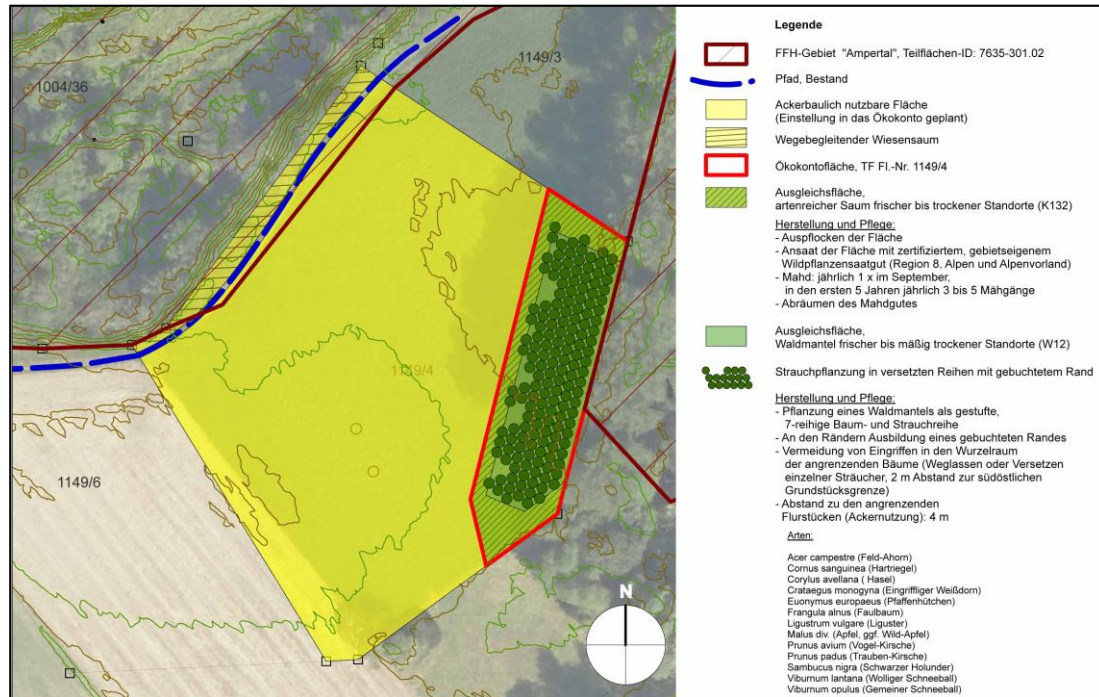 1149/3
1004/36
1149/4
1149/6
N
Legende
FFH-Gebiet "Ampertal", Teilflächen-ID: 7635-301.02
Pfad, Bestand
Ackerbaulich nutzbare Fläche
(Einstellung in das Ökokonto geplant)
Wegebegleitender Wiesensaum
Ökokontofläche, TF Fl.-Nr. 1149/4
Ausgleichsfläche,
artenreicher Saum frischer bis trockener Standorte (K132)
Herstellung und Pflege:
- Auspflocken der Fläche
- Ansaat der Fläche mit zertifiziertem, gebietseigenem
Wildpflanzensaatgut (Region 8, Alpen und Alpenvorland)
- Mahd: jährlich 1 x im September,
in den ersten 5 Jahren jährlich 3 bis 5 Mähgänge
- Abräumen des Mahdgutes
Ausgleichsfläche,
Waldmantel frischer bis mäßig trockener Standorte (W12)
Strauchpflanzung in versetzten Reihen mit gebuchtetem Rand
Herstellung und Pflege:
- Pflanzung eines Waldmantels als gestufte,
7-reihige Baum- und Strauchreihe
- An den Rändern Ausbildung eines gebuchteten Randes
- Vermeidung von Eingriffen in den Wurzelraum
der angrenzenden Bäume (Weglassen oder Versetzen
einzelner Sträucher, 2 m Abstand zur südöstlichen
Grundstücksgrenze)
- Abstand zu den angrenzenden
Flurstücken (Ackernutzung): 4 m
Arten:
Acer campestre (Feld-Ahorn)
Cornus sanguinea (Hartriegel)
Corylus avellana ( Hasel)
Crataegus monogyna (Eingriffliger Weißdorn)
Euonymus europaeus (Pfaffenhütchen)
Frangula alnus (Faulbaum)
Ligustrum vulgare (Liguster)
Malus div. (Apfel, ggf. Wild-Apfel)
Prunus avium (Vogel-Kirsche)
Prunus padus (Trauben-Kirsche)
Sambucus nigra (Schwarzer Holunder)
Viburnum lantana (Wolliger Schneeball)
Viburnum opulus (Gemeiner Schneeball)